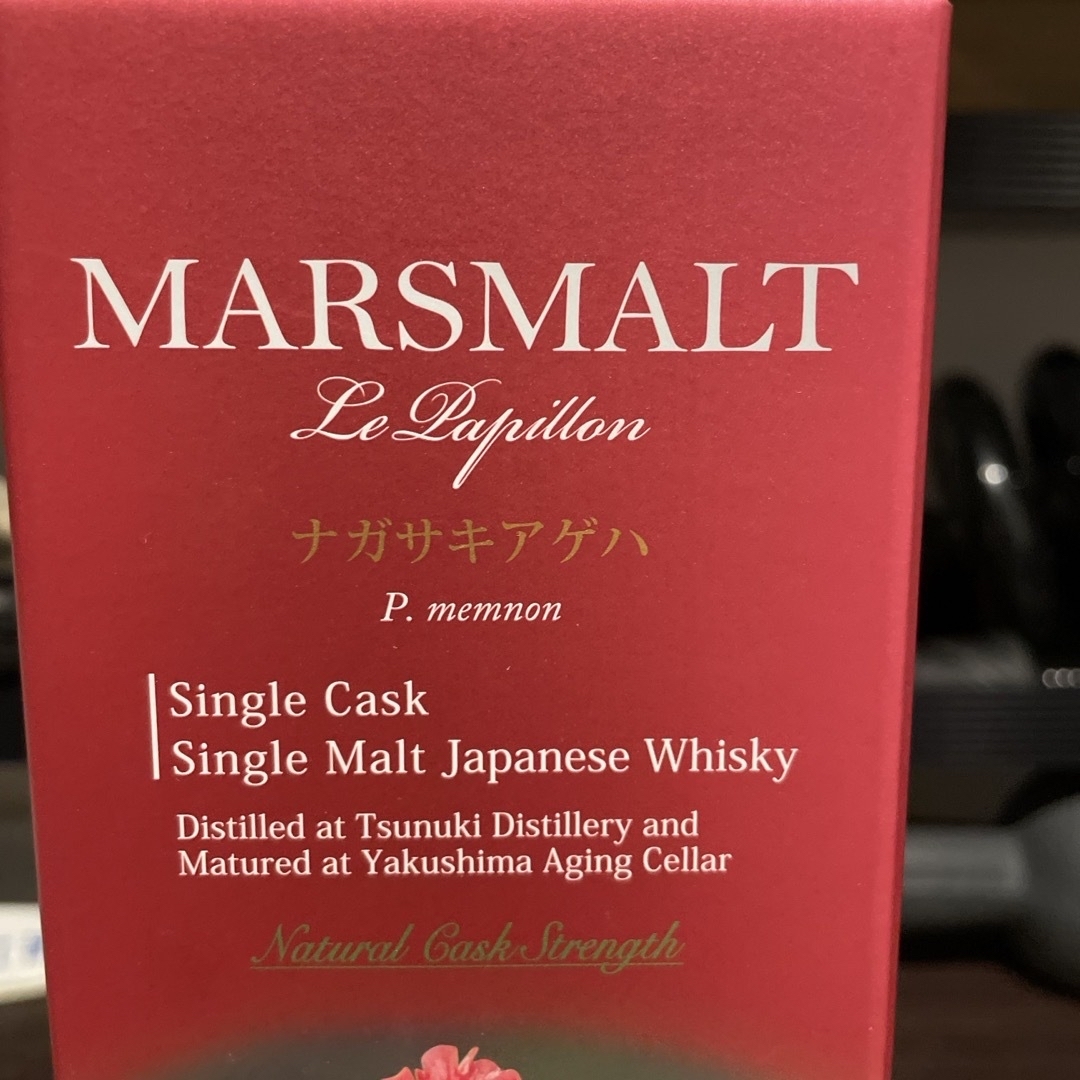 MARSMALT
Le Papillon
ナガサキアゲハ
P. memnon
Single Cask
Single Malt Japanese Whisky
Distilled at Tsunuki Distillery and
Matured at Yakushima Aging Cellar
Natural Cask Strength